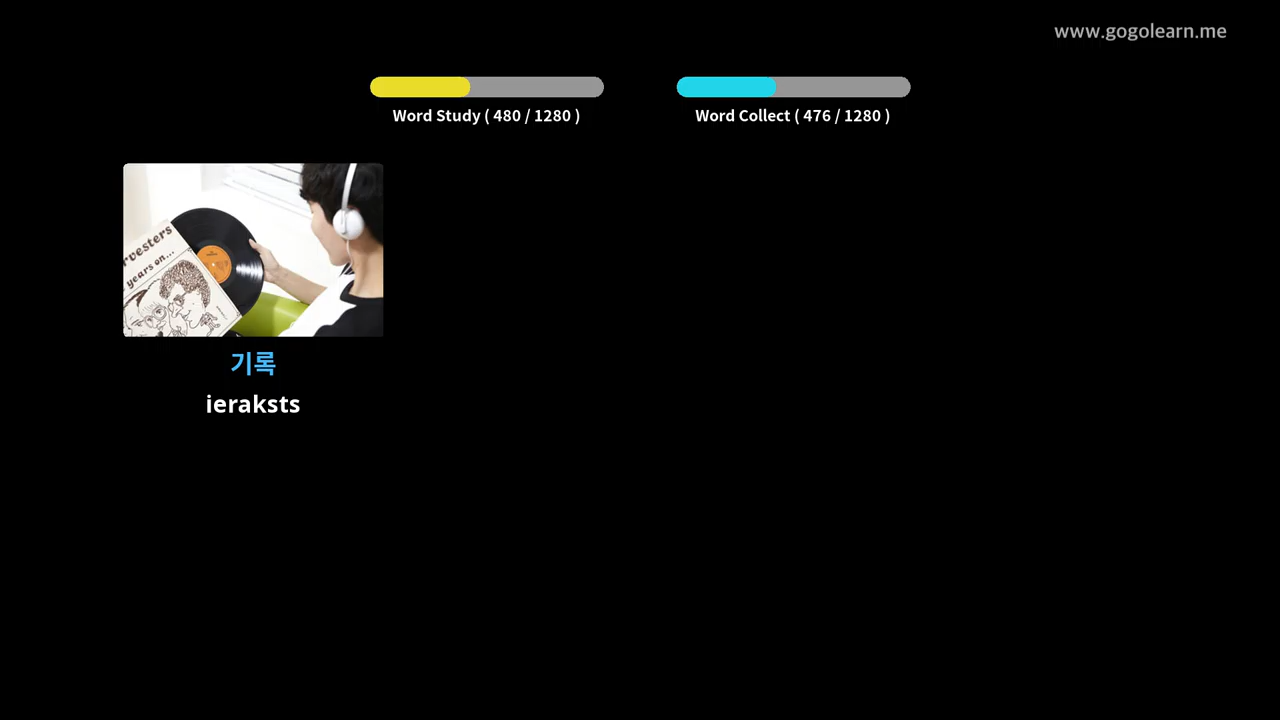 www.gogolearn.me
Word Study ( 480 / 1280 )
Word Collect ( 476 / 1280 )
rvesters
years on...
기록
ieraksts